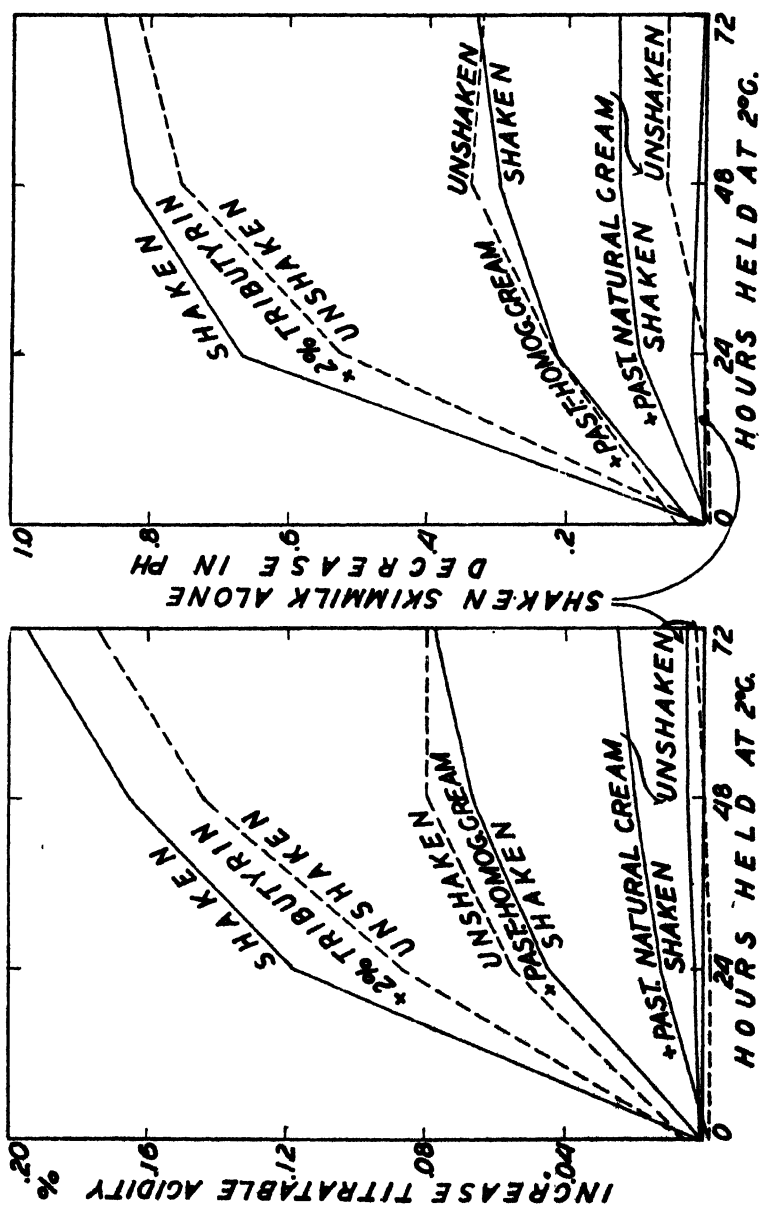 INCREASE TITRATABLE ACIDITY
%
.20
.16
.12
.08
.04
0
24
48
72
HOURS HELD AT 2°C.
SHAKEN
+2% TRIBUTYRIN
UNSHAKEN
UNSHAKEN
+PAST-HOMOG.CREAM
SHAKEN
+PAST. NATURAL CREAM
SHAKEN
UNSHAKEN
SHAKEN SKIMMILK ALONE
DECREASE IN PH
1.0
.8
.6
.4
.2
0
24
48
72
HOURS HELD AT 2°C.
SHAKEN
+2% TRIBUTYRIN
UNSHAKEN
UNSHAKEN
+PAST-HOMOG.CREAM
SHAKEN
+PAST. NATURAL CREAM
SHAKEN
UNSHAKEN